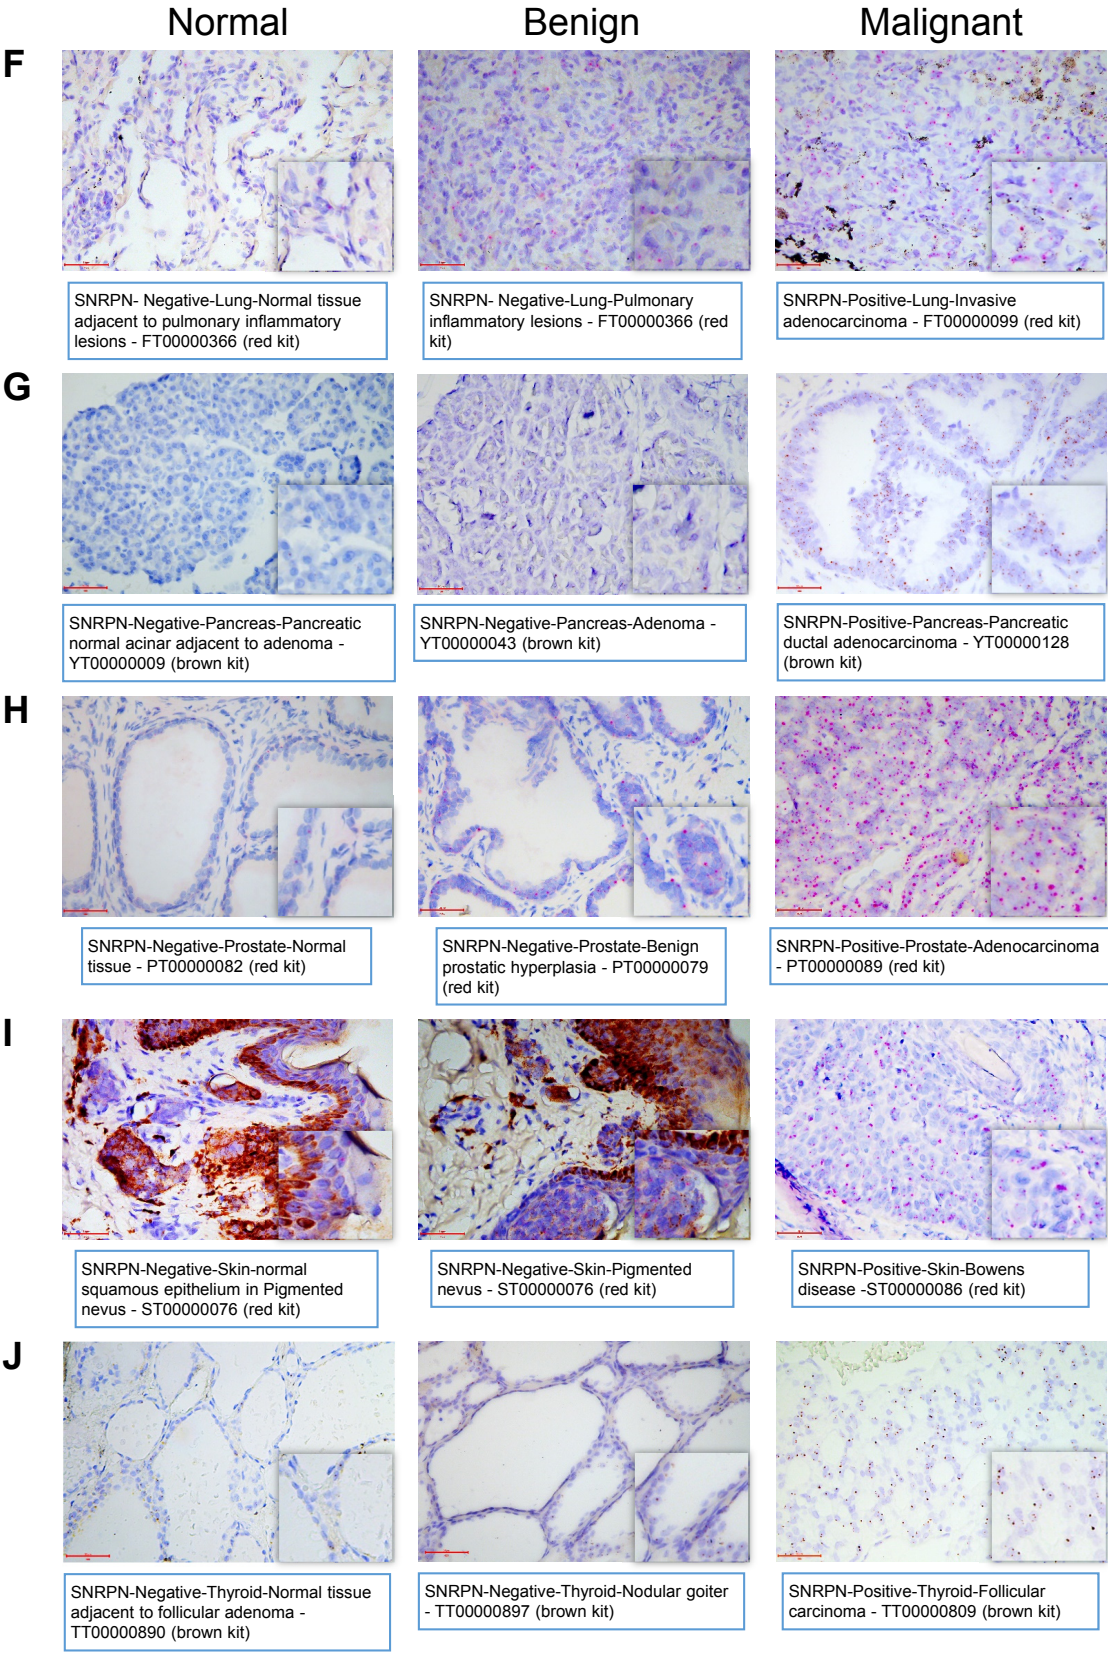 Normal
Benign
Malignant
F
SNRPN- Negative-Lung-Normal tissue
adjacent to pulmonary inflammatory
lesions - FT00000366 (red kit)
SNRPN- Negative-Lung-Pulmonary
inflammatory lesions - FT00000366 (red
kit)
SNRPN-Positive-Lung-Invasive
adenocarcinoma - FT00000099 (red kit)
G
SNRPN-Negative-Pancreas-Pancreatic
normal acinar adjacent to adenoma -
YT00000009 (brown kit)
SNRPN-Negative-Pancreas-Adenoma -
YT00000043 (brown kit)
SNRPN-Positive-Pancreas-Pancreatic
ductal adenocarcinoma - YT00000128
(brown kit)
H
SNRPN-Negative-Prostate-Normal
tissue - PT00000082 (red kit)
SNRPN-Negative-Prostate-Benign
prostatic hyperplasia - PT00000079
(red kit)
SNRPN-Positive-Prostate-Adenocarcinoma
- PT00000089 (red kit)
I
SNRPN-Negative-Skin-normal
squamous epithelium in Pigmented
nevus - ST00000076 (red kit)
SNRPN-Negative-Skin-Pigmented
nevus - ST00000076 (red kit)
SNRPN-Positive-Skin-Bowens
disease -ST00000086 (red kit)
J
SNRPN-Negative-Thyroid-Normal tissue
adjacent to follicular adenoma -
TT00000890 (brown kit)
SNRPN-Negative-Thyroid-Nodular goiter
- TT00000897 (brown kit)
SNRPN-Positive-Thyroid-Follicular
carcinoma - TT00000809 (brown kit)